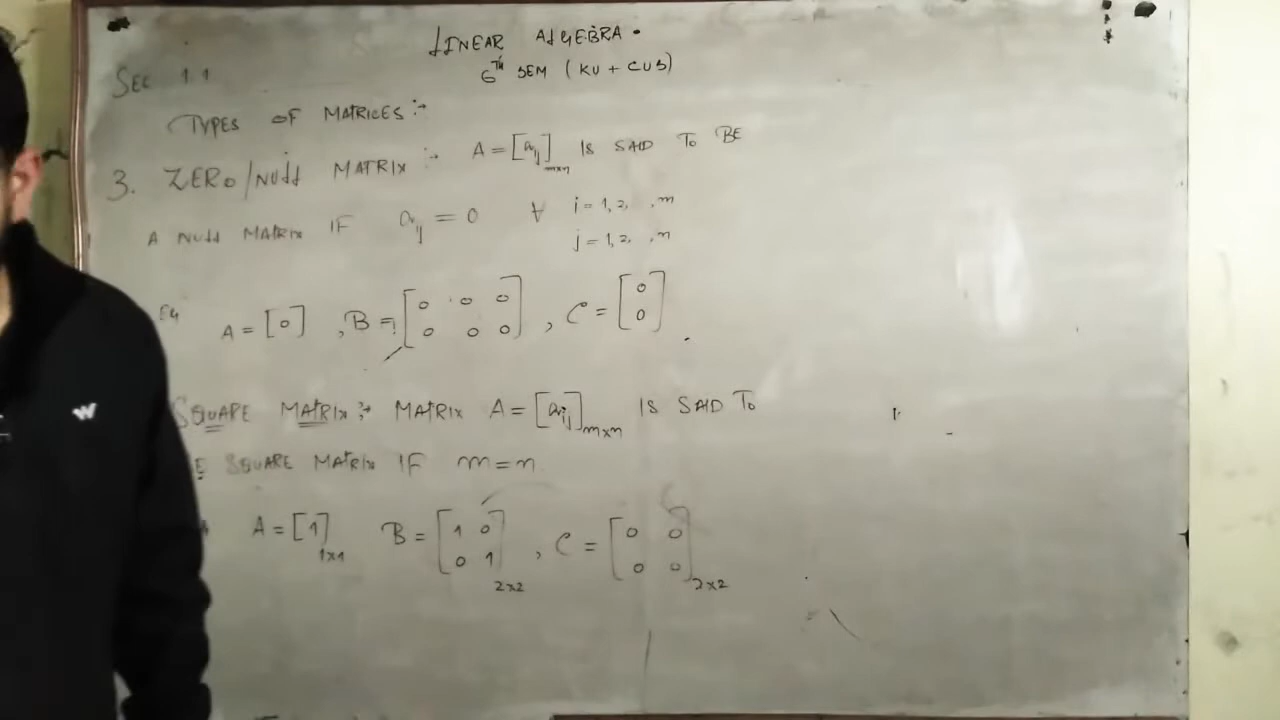 LINEAR ALGEBRA.
6TH SEM (KU + CUS)
SEC 1.1
TYPES OF MATRICES :-
3. ZERO/NULL MATRIX :- A = [aij]m×n IS SAID TO BE
A NULL MATRIX IF aij = 0 ∀ i = 1, 2, , m
j = 1, 2, , n
EG A = [0] , B = [0 0 0
0 0 0] , C = [0
0] .
SQUARE MATRIX :- MATRIX A = [aij]m×n IS SAID TO
E SQUARE MATRIX IF m = n
A = [1]1×1 B = [1 0
0 1]2×2 , C = [0 0
0 0]2×2
W